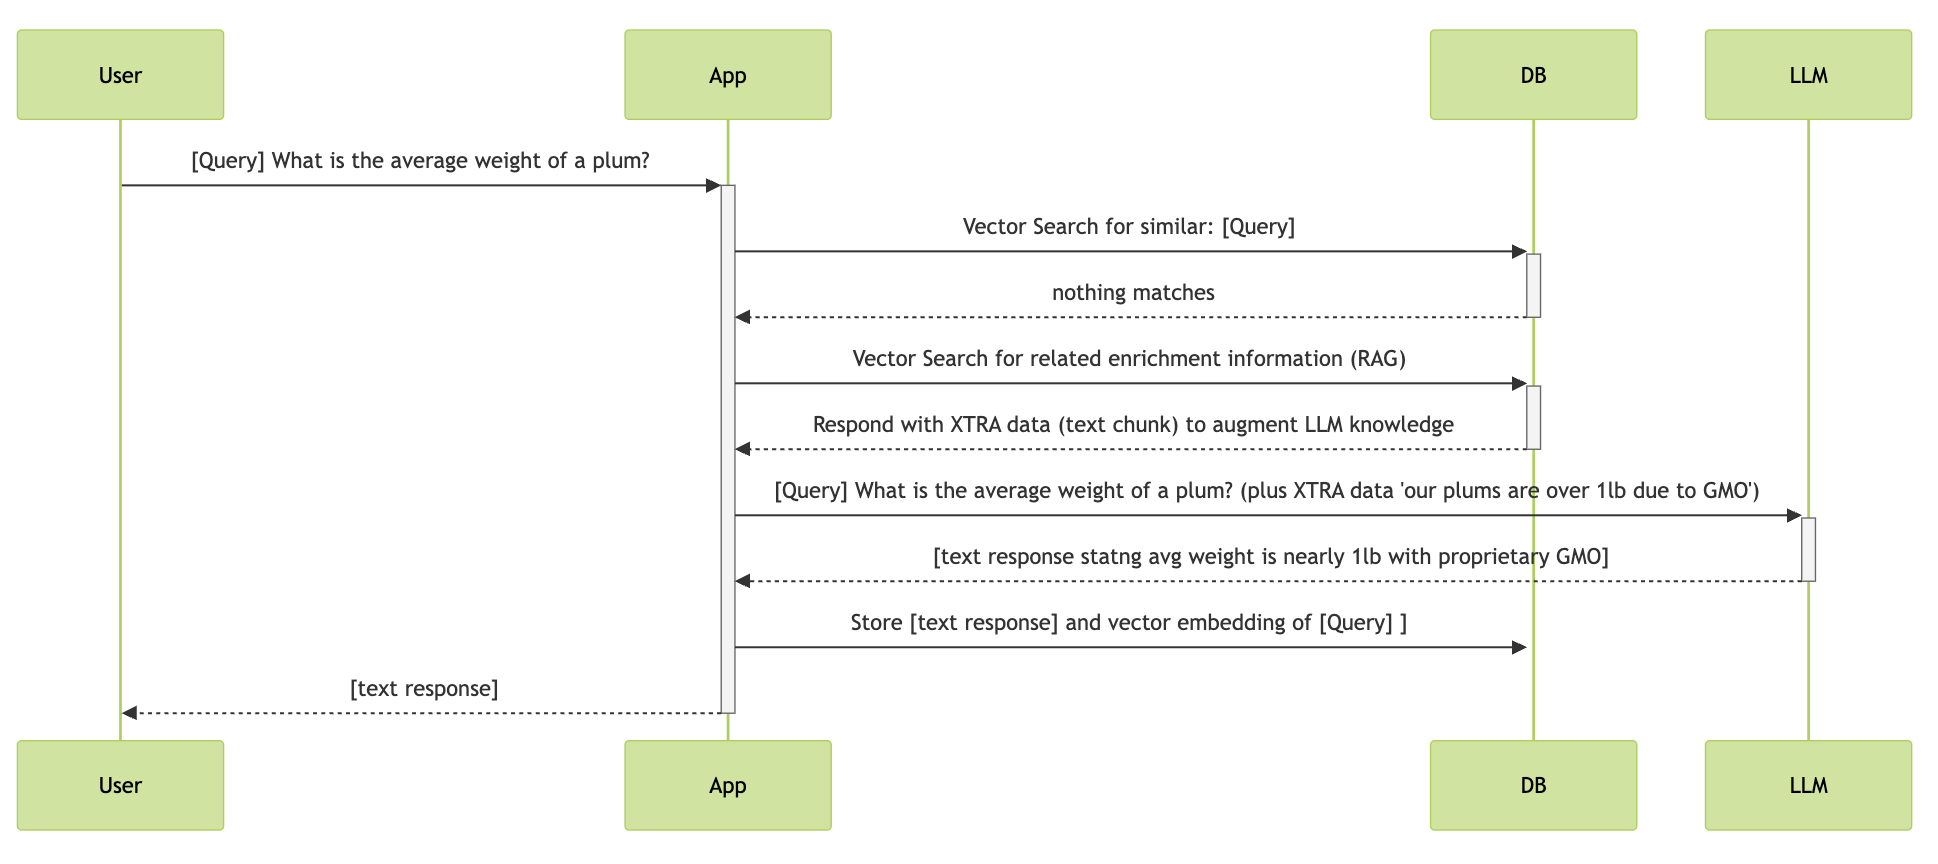 User
App
DB
LLM
[Query] What is the average weight of a plum?
Vector Search for similar: [Query]
nothing matches
Vector Search for related enrichment information (RAG)
Respond with XTRA data (text chunk) to augment LLM knowledge
[Query] What is the average weight of a plum? (plus XTRA data 'our plums are over 1lb due to GMO')
[text response statng avg weight is nearly 1lb with proprietary GMO]
Store [text response] and vector embedding of [Query] ]
[text response]
User
App
DB
LLM